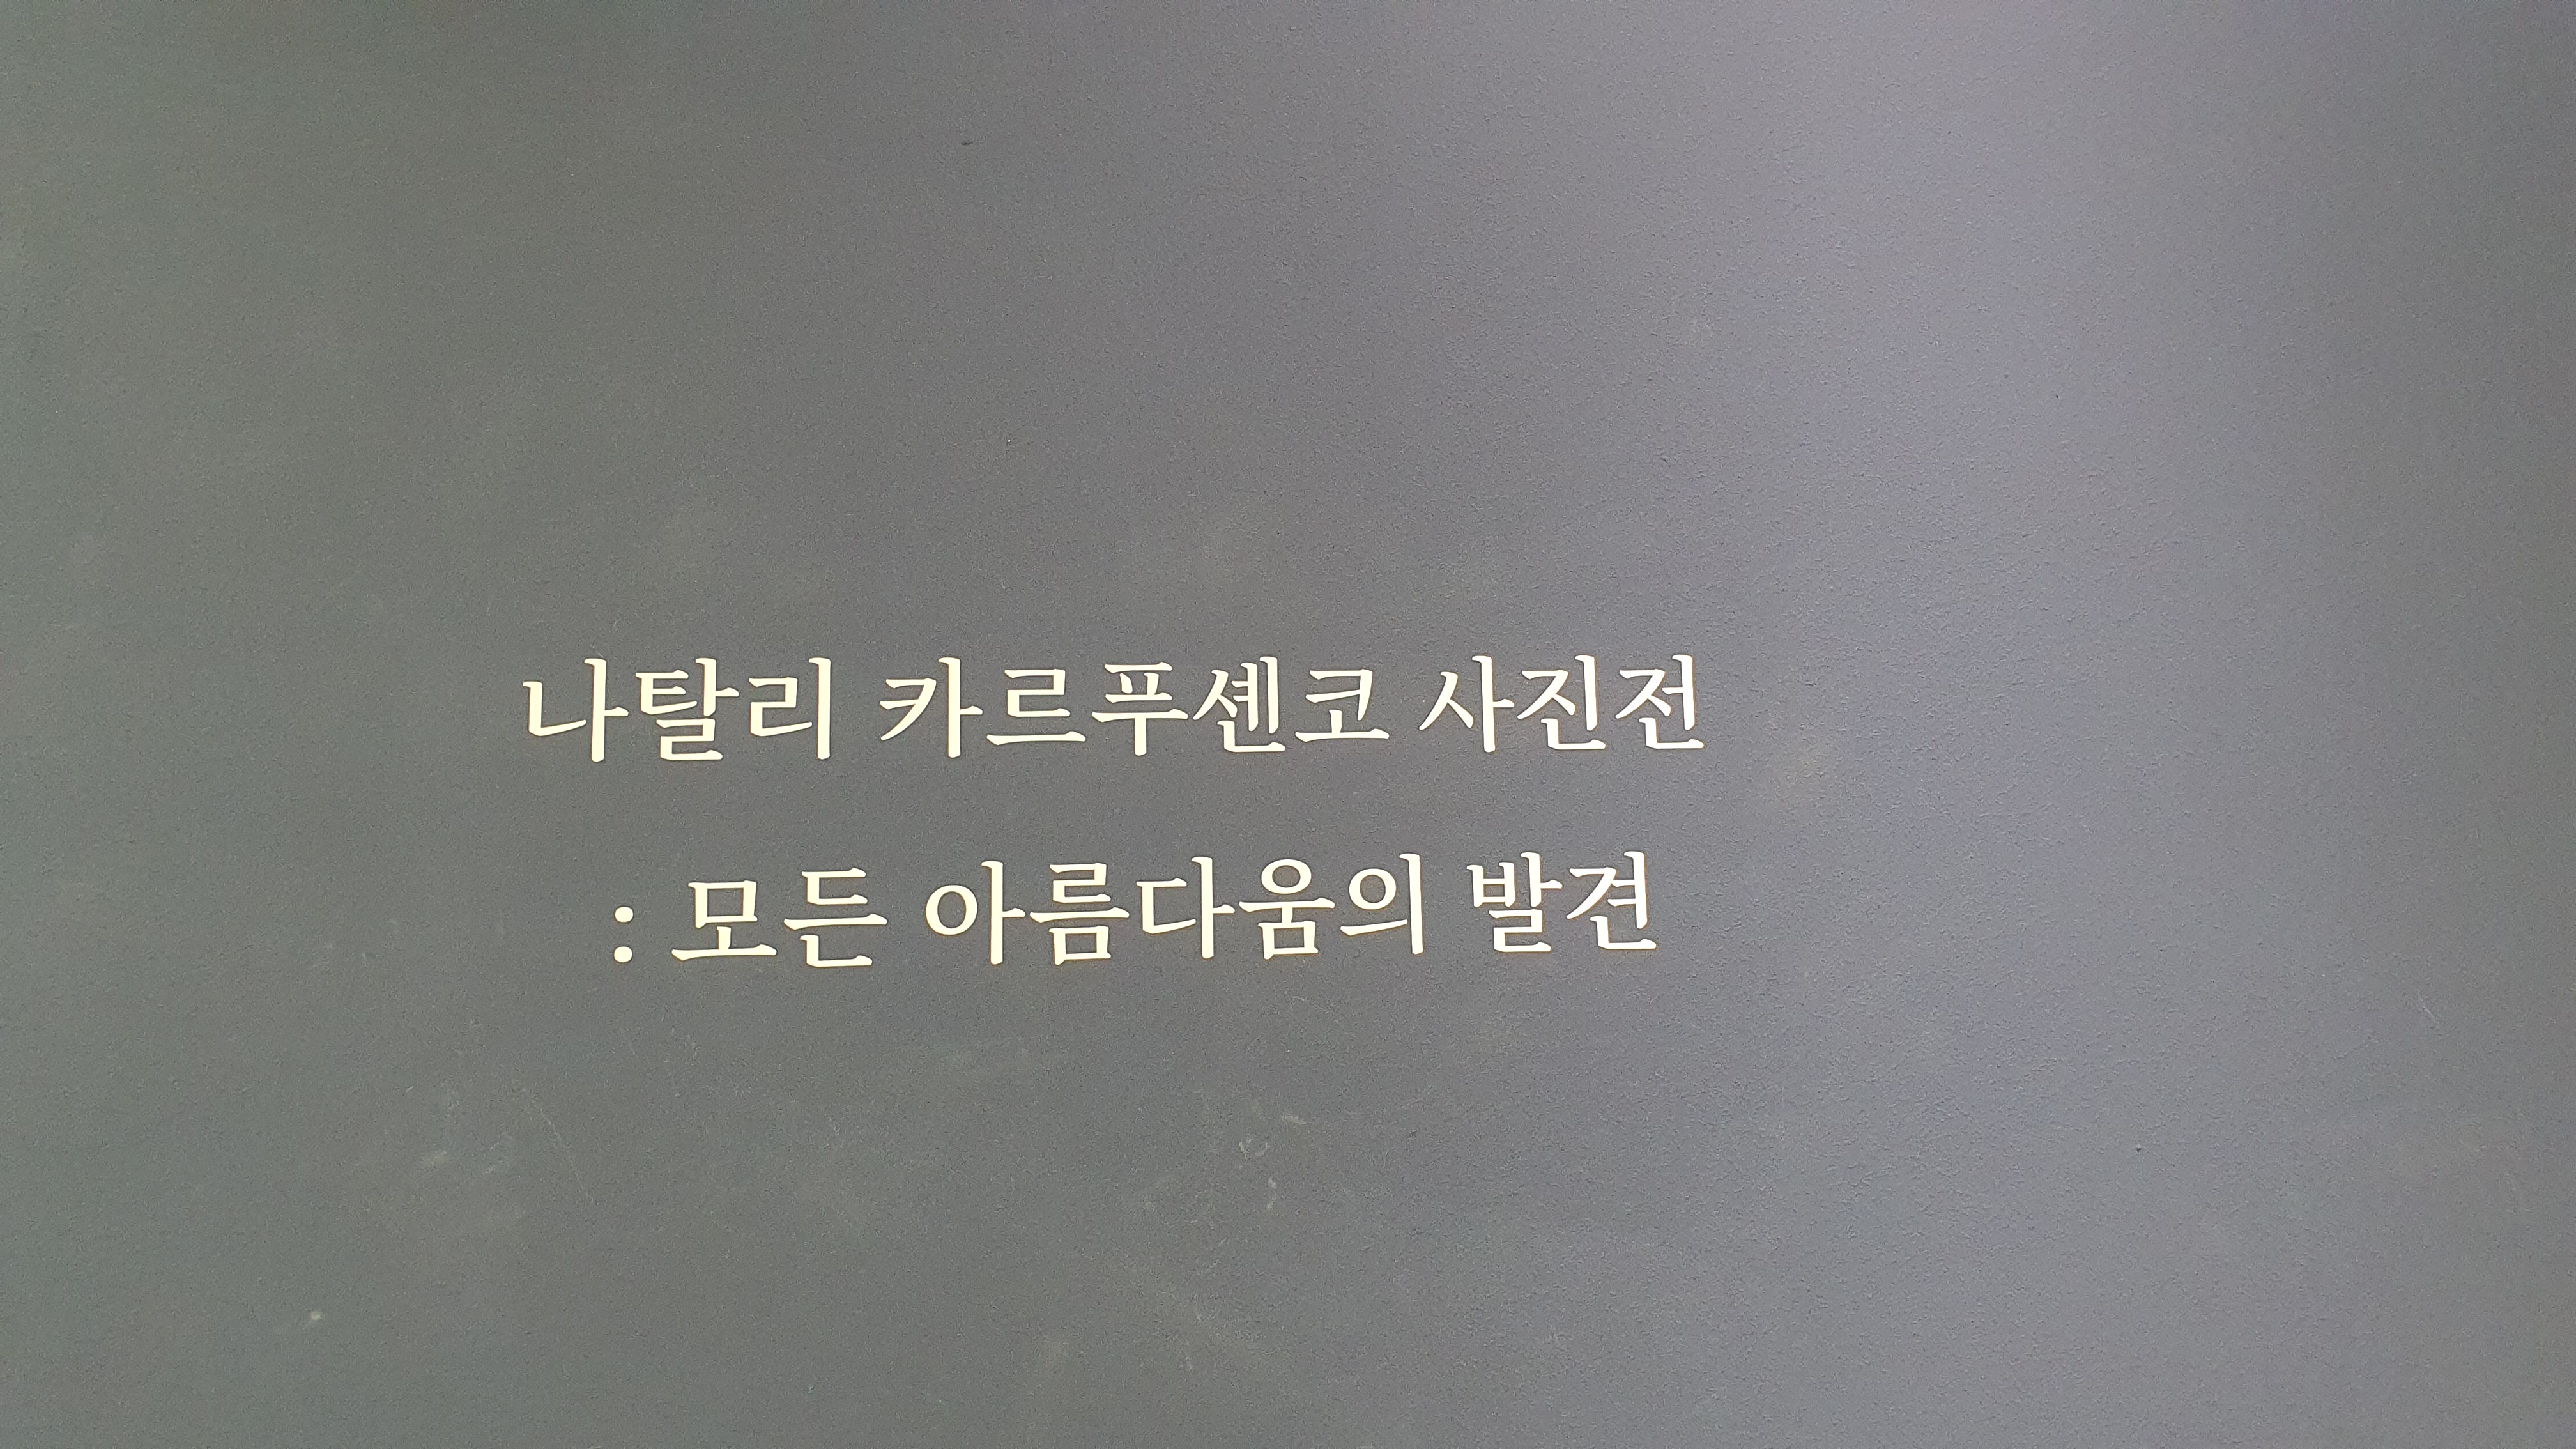 나탈리 카르푸셴코 사진전
: 모든 아름다움의 발견